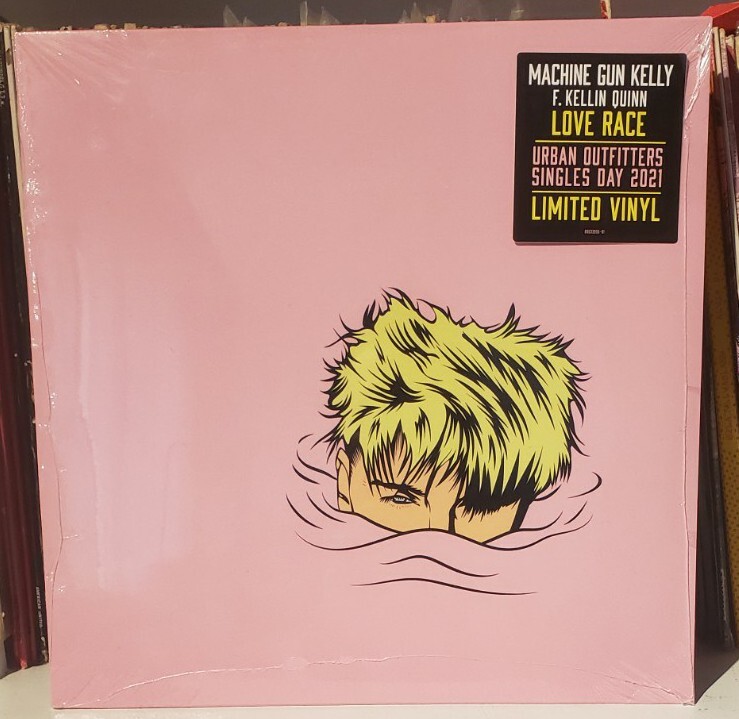 MACHINE GUN KELLY
F. KELLIN QUINN
LOVE RACE
URBAN OUTFITTERS
SINGLES DAY 2021
LIMITED VINYL